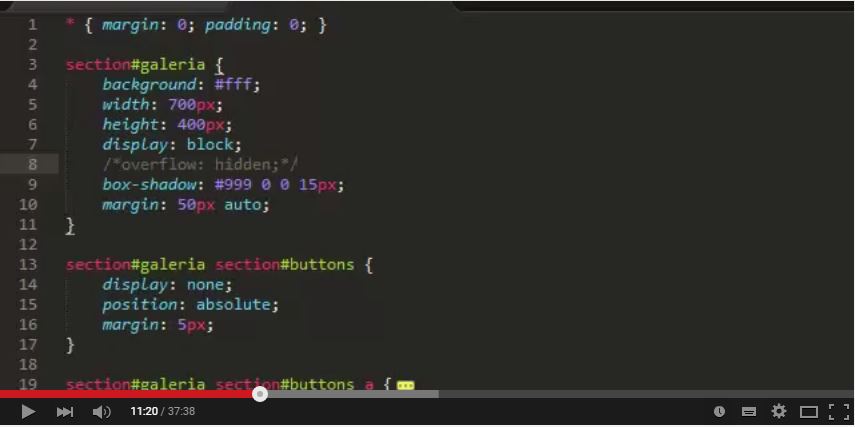 1 * { margin: 0; padding: 0; }
2
3 section#galeria {
4 background: #fff;
5 width: 700px;
6 height: 400px;
7 display: block;
8 /*overflow: hidden;*/
9 box-shadow: #999 0 0 15px;
10 margin: 50px auto;
11 }
12
13 section#galeria section#buttons {
14 display: none;
15 position: absolute;
16 margin: 5px;
17 }
18
19 section#galeria section#buttons a {
11:20 / 37:38